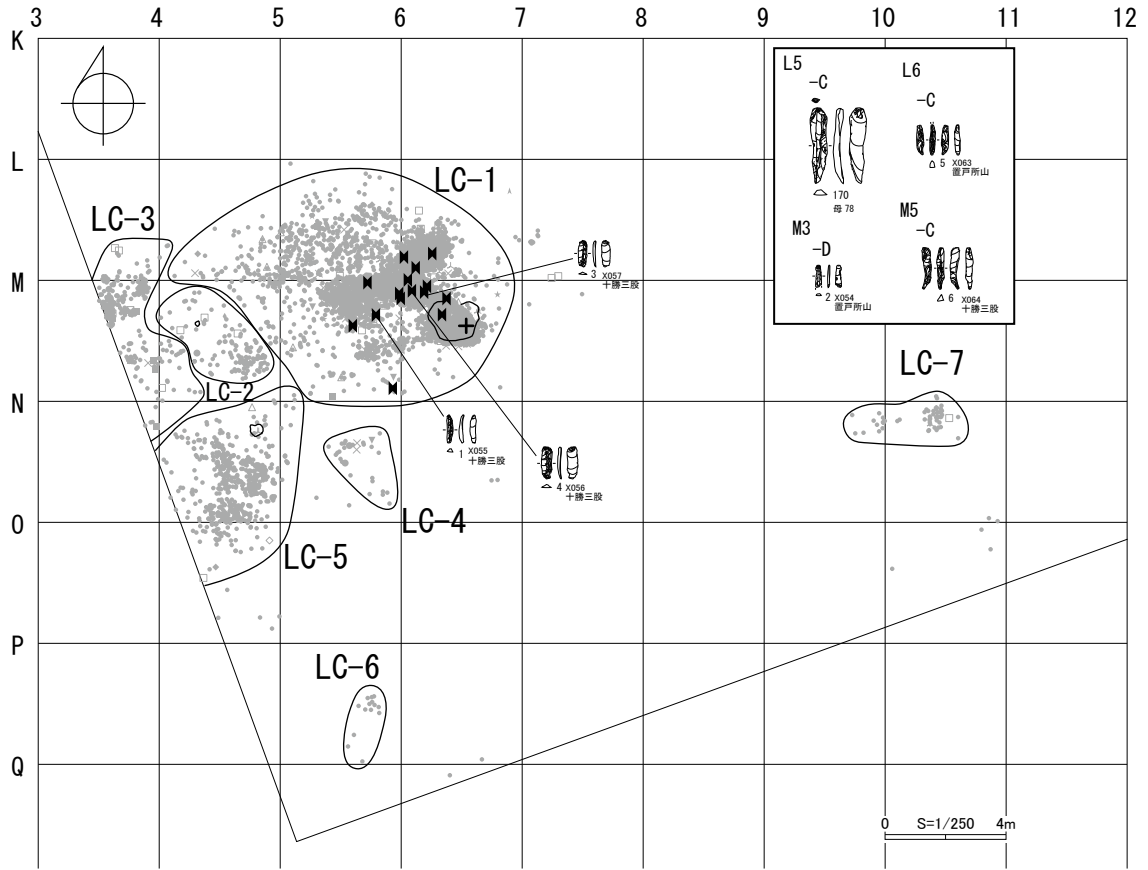 3 4 5 6 7 8 9 10 11 12
K
L5
-C
170
母 78
L6
-C
5 X063
置戸所山
M3
-D
2 X054
置戸所山
M5
-C
6 X064
十勝三股
L
LC-1
LC-3
3 X057
十勝三股
M
LC-2
LC-7
N
1 X055
十勝三股
4 X056
十勝三股
LC-4
O
LC-5
P
LC-6
Q
0 S=1/250 4m